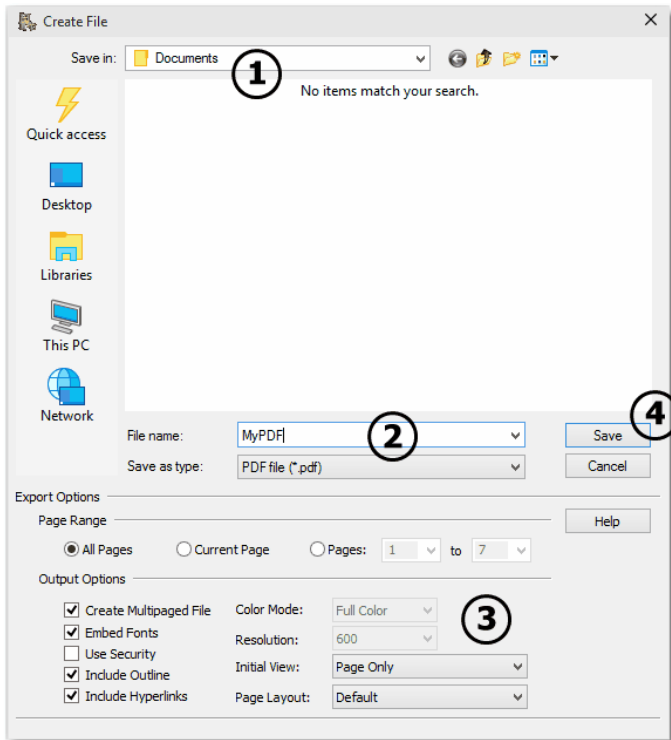 Create File
Save in: Documents
1
No items match your search.
Quick access
Desktop
Libraries
This PC
Network
4
File name: MyPDF 2 Save
Save as type: PDF file (*.pdf) Cancel
Export Options
Page Range Help
All Pages Current Page Pages: 1 to 7
Output Options
Create Multipaged File Color Mode: Full Color
3
Embed Fonts Resolution: 600
Use Security
Include Outline Initial View: Page Only
Include Hyperlinks Page Layout: Default